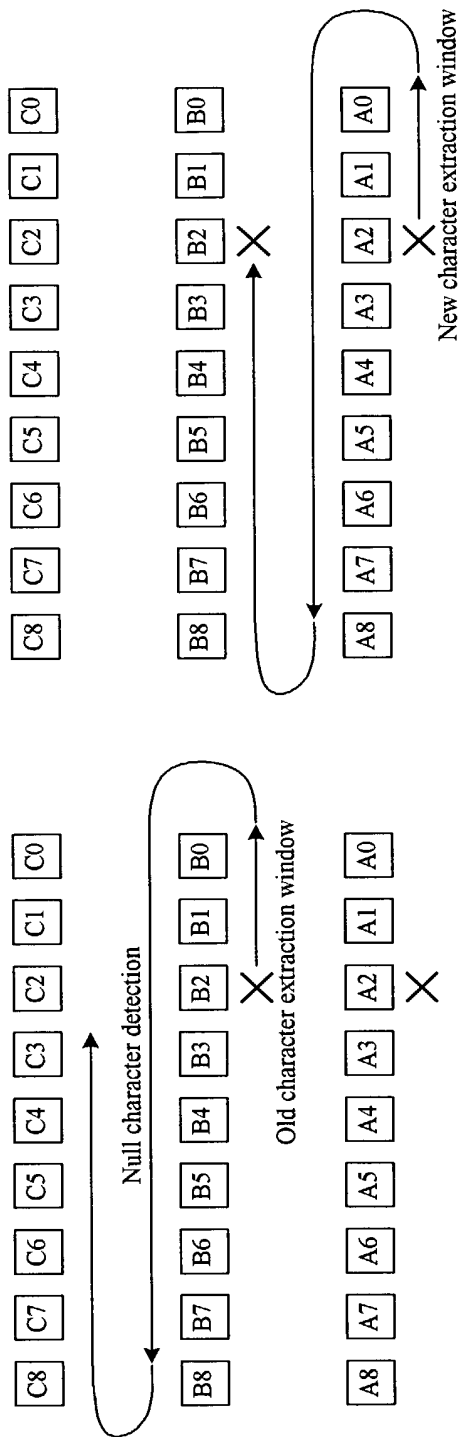 C8 C7 C6 C5 C4 C3 C2 C1 C0
Null character detection
B8 B7 B6 B5 B4 B3 B2 B1 B0
Old character extraction window
A8 A7 A6 A5 A4 A3 A2 A1 A0
C8 C7 C6 C5 C4 C3 C2 C1 C0
B8 B7 B6 B5 B4 B3 B2 B1 B0
A8 A7 A6 A5 A4 A3 A2 A1 A0
New character extraction window